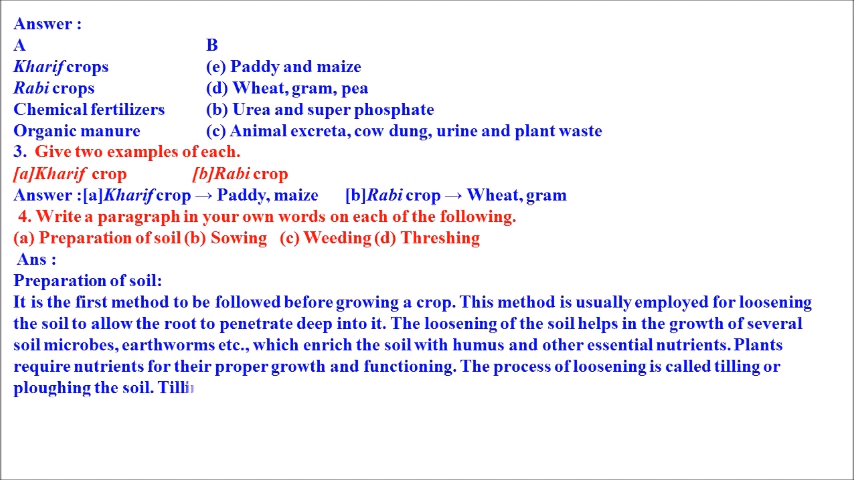 Answer :
A B
Kharif crops (e) Paddy and maize
Rabi crops (d) Wheat, gram, pea
Chemical fertilizers (b) Urea and super phosphate
Organic manure (c) Animal excreta, cow dung, urine and plant waste
3. Give two examples of each.
[a]Kharif crop [b]Rabi crop
Answer :[a]Kharif crop → Paddy, maize [b]Rabi crop → Wheat, gram
4. Write a paragraph in your own words on each of the following.
(a) Preparation of soil (b) Sowing (c) Weeding (d) Threshing
Ans :
Preparation of soil:
It is the first method to be followed before growing a crop. This method is usually employed for loosening
the soil to allow the root to penetrate deep into it. The loosening of the soil helps in the growth of several
soil microbes, earthworms etc., which enrich the soil with humus and other essential nutrients. Plants
require nutrients for their proper growth and functioning. The process of loosening is called tilling or
ploughing the soil. Tilli